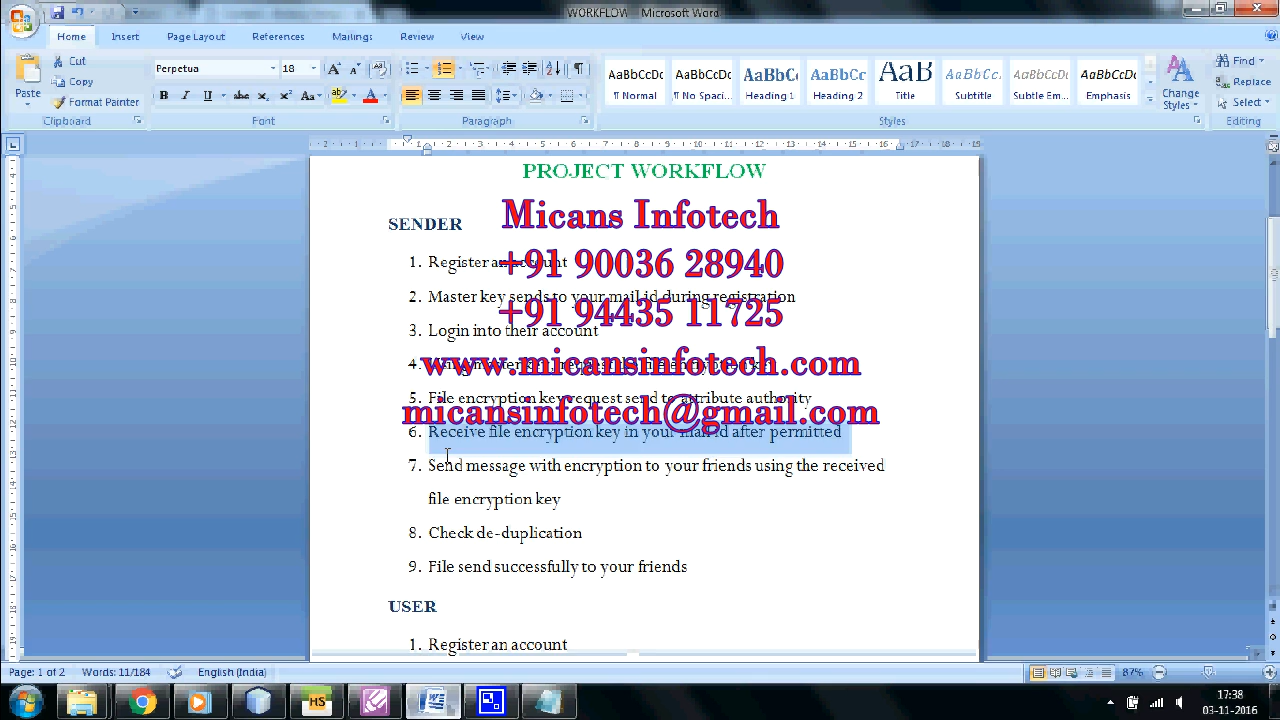 WORKFLOW - Microsoft Word
Home Insert Page Layout References Mailings Review View
Paste
Cut
Copy
Format Painter
Clipboard
Perpetua 18
Font
Paragraph
AaBbCcDc AaBbCcDc AaBbC AaBbCc AaB AaBbCc. AaBbCcDc AaBbCcDc
¶ Normal ¶ No Spaci... Heading 1 Heading 2 Title Subtitle Subtle Em... Emphasis
Change Styles
Styles
Find
Replace
Select
Editing
PROJECT WORKFLOW
Micans Infotech
+91 90036 28940
+91 94435 11725
www.micansinfotech.com
micansinfotech@gmail.com
SENDER
1. Register an account
2. Master key sends to your mail id during registration
3. Login into their account
4. request file encryption
5. File encryption key request send to attribute authority
6. Receive file encryption key in your mail id after permitted
7. Send message with encryption to your friends using the received
file encryption key
8. Check de-duplication
9. File send successfully to your friends
USER
1. Register an account
Page: 1 of 2 Words: 11/184 English (India) 87%
HS
17:38
03-11-2016